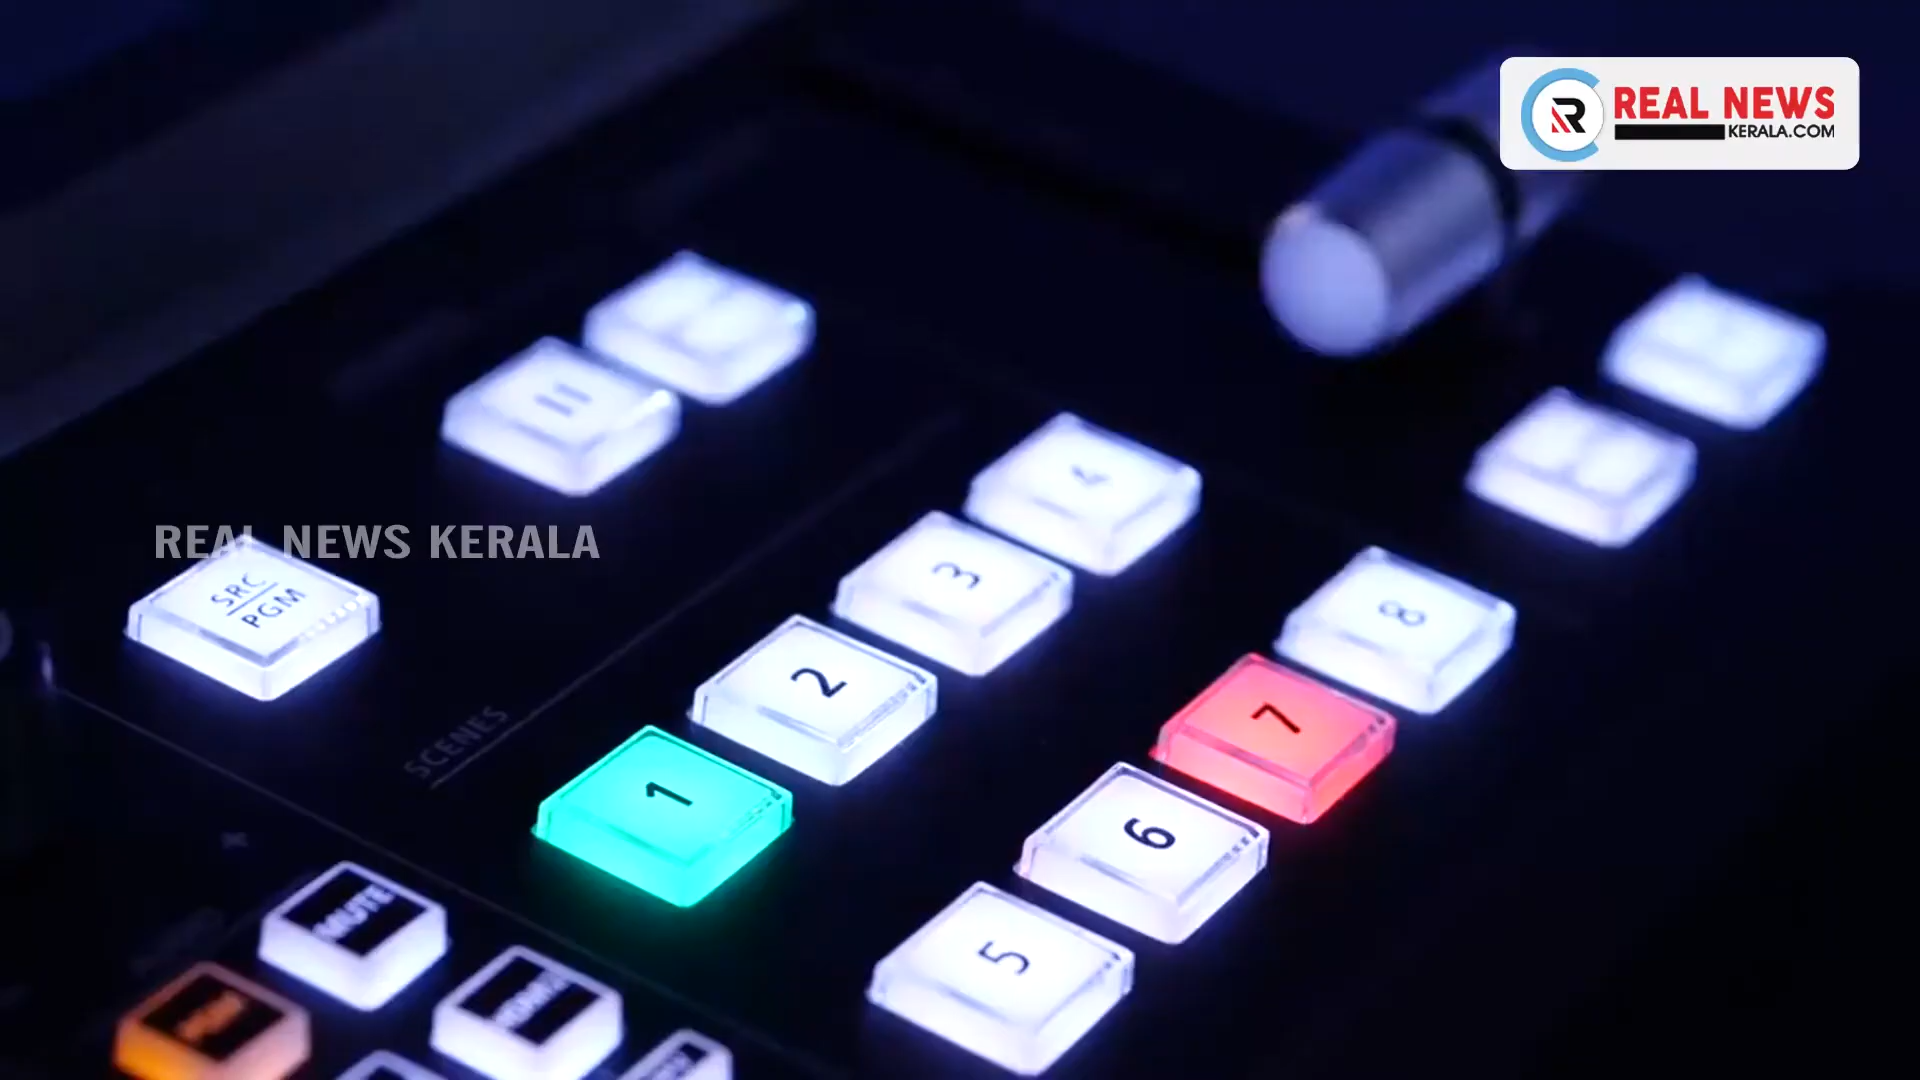 REAL NEWS
KERALA.COM
REAL NEWS KERALA
SRC
PGM
SCENES
4
3
2
1
8
7
6
5
MUTE